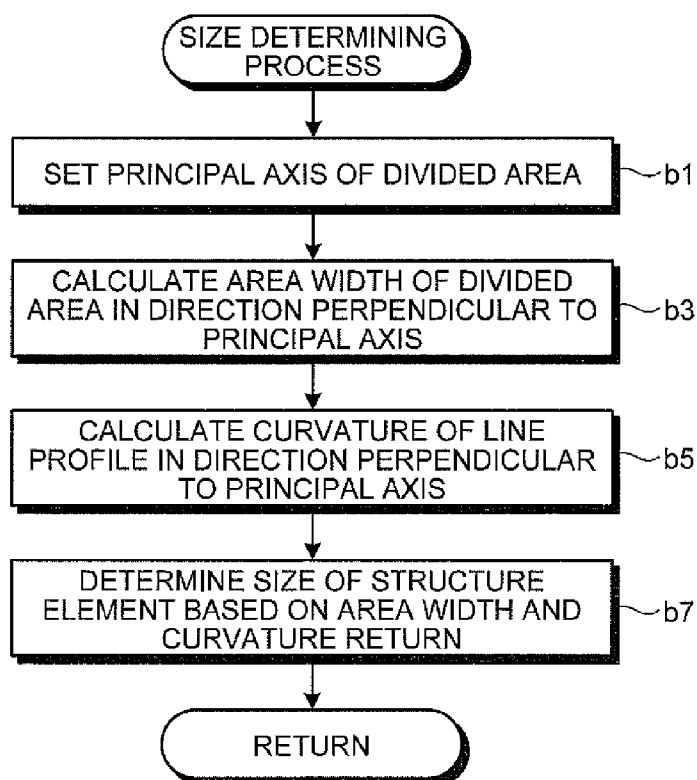 SIZE DETERMINING
PROCESS
SET PRINCIPAL AXIS OF DIVIDED AREA
b1
CALCULATE AREA WIDTH OF DIVIDED
AREA IN DIRECTION PERPENDICULAR TO
PRINCIPAL AXIS
b3
CALCULATE CURVATURE OF LINE
PROFILE IN DIRECTION PERPENDICULAR
TO PRINCIPAL AXIS
b5
DETERMINE SIZE OF STRUCTURE
ELEMENT BASED ON AREA WIDTH AND
CURVATURE RETURN
b7
RETURN